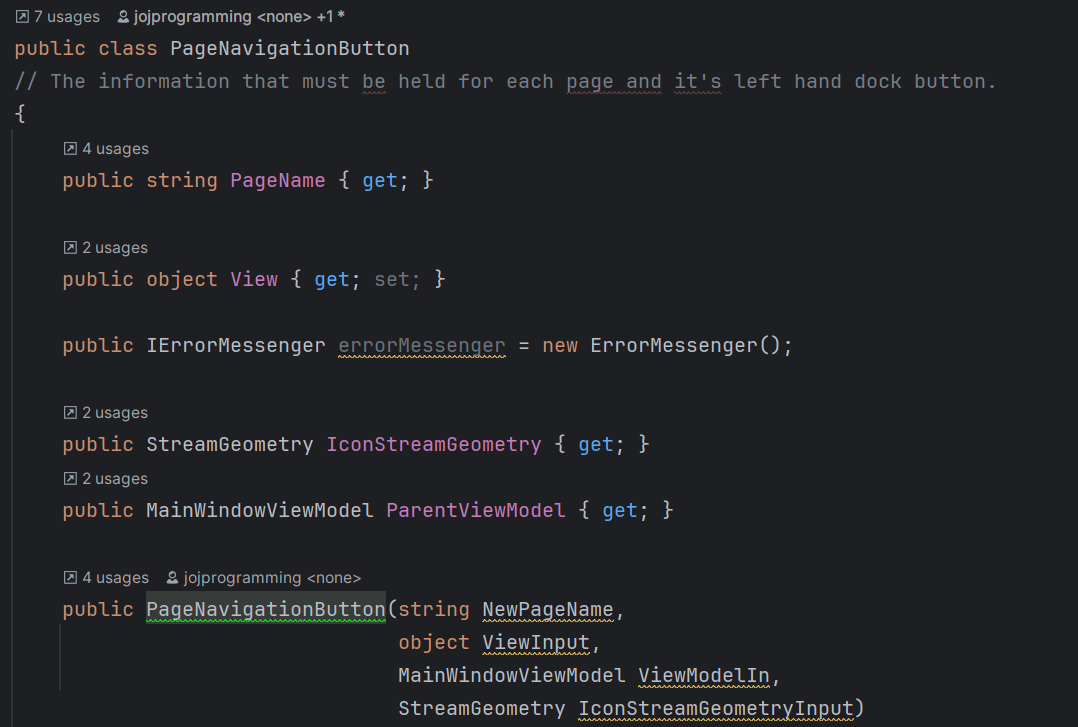 7 usages jojprogramming <none> +1 *
public class PageNavigationButton
// The information that must be held for each page and it's left hand dock button.
{
4 usages
public string PageName { get; }
2 usages
public object View { get; set; }
public IErrorMessenger errorMessenger = new ErrorMessenger();
2 usages
public StreamGeometry IconStreamGeometry { get; }
2 usages
public MainWindowViewModel ParentViewModel { get; }
4 usages jojprogramming <none>
public PageNavigationButton(string NewPageName,
object ViewInput,
MainWindowViewModel ViewModelIn,
StreamGeometry IconStreamGeometryInput)